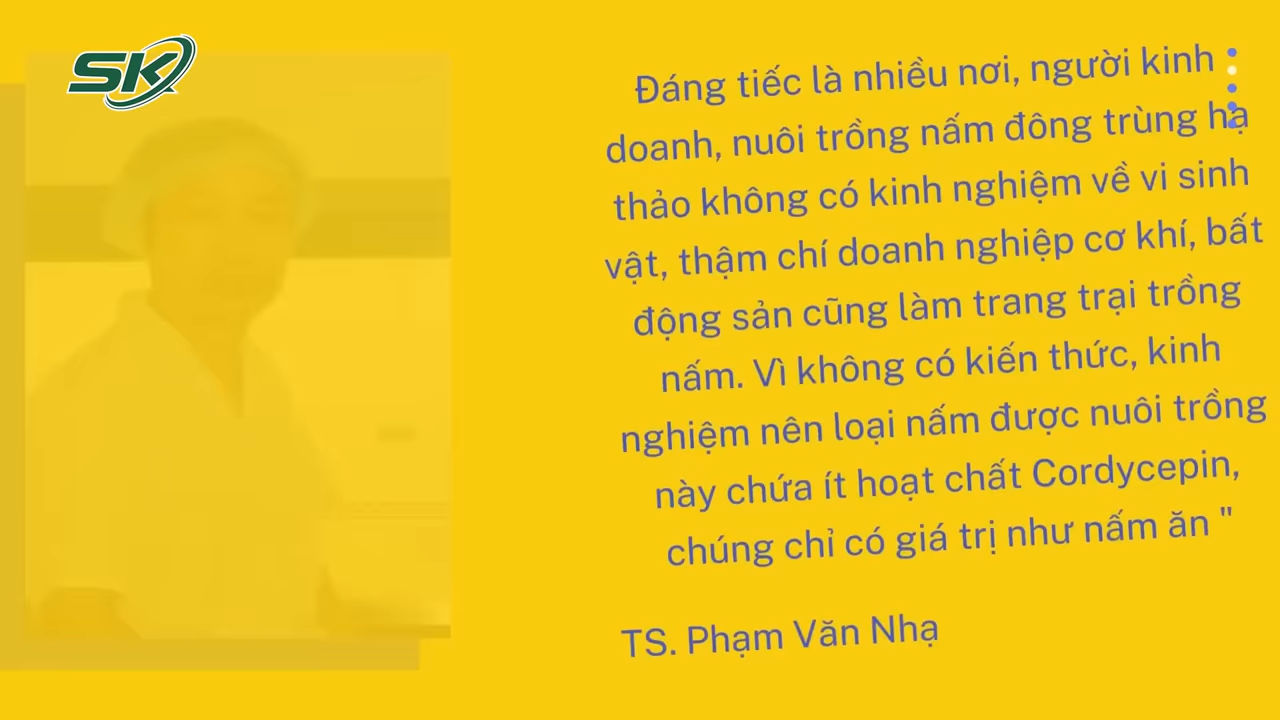 SK
Đáng tiếc là nhiều nơi, người kinh
doanh, nuôi trồng nấm đông trùng hạ
thảo không có kinh nghiệm về vi sinh
vật, thậm chí doanh nghiệp cơ khí, bất
động sản cũng làm trang trại trồng
nấm. Vì không có kiến thức, kinh
nghiệm nên loại nấm được nuôi trồng
này chứa ít hoạt chất Cordycepin,
chúng chỉ có giá trị như nấm ăn "
TS. Phạm Văn Nhạ